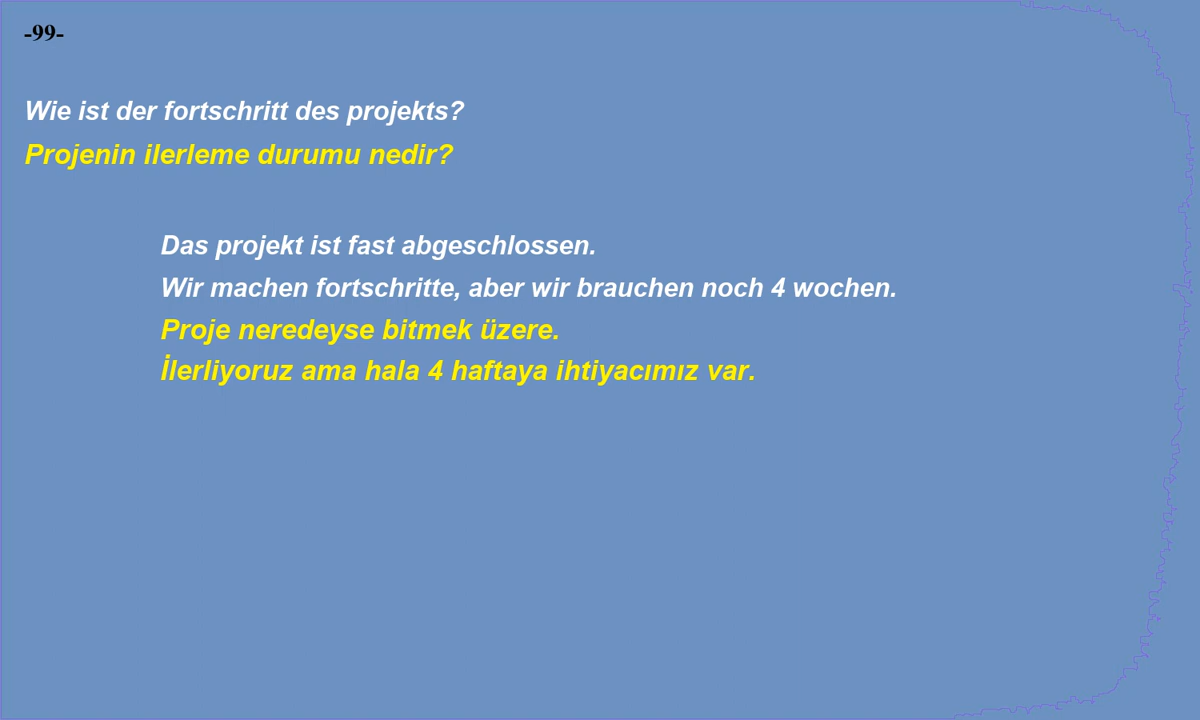 -99-
Wie ist der fortschritt des projekts?
Projenin ilerleme durumu nedir?
Das projekt ist fast abgeschlossen.
Wir machen fortschritte, aber wir brauchen noch 4 wochen.
Proje neredeyse bitmek üzere.
İlerliyoruz ama hala 4 haftaya ihtiyacımız var.